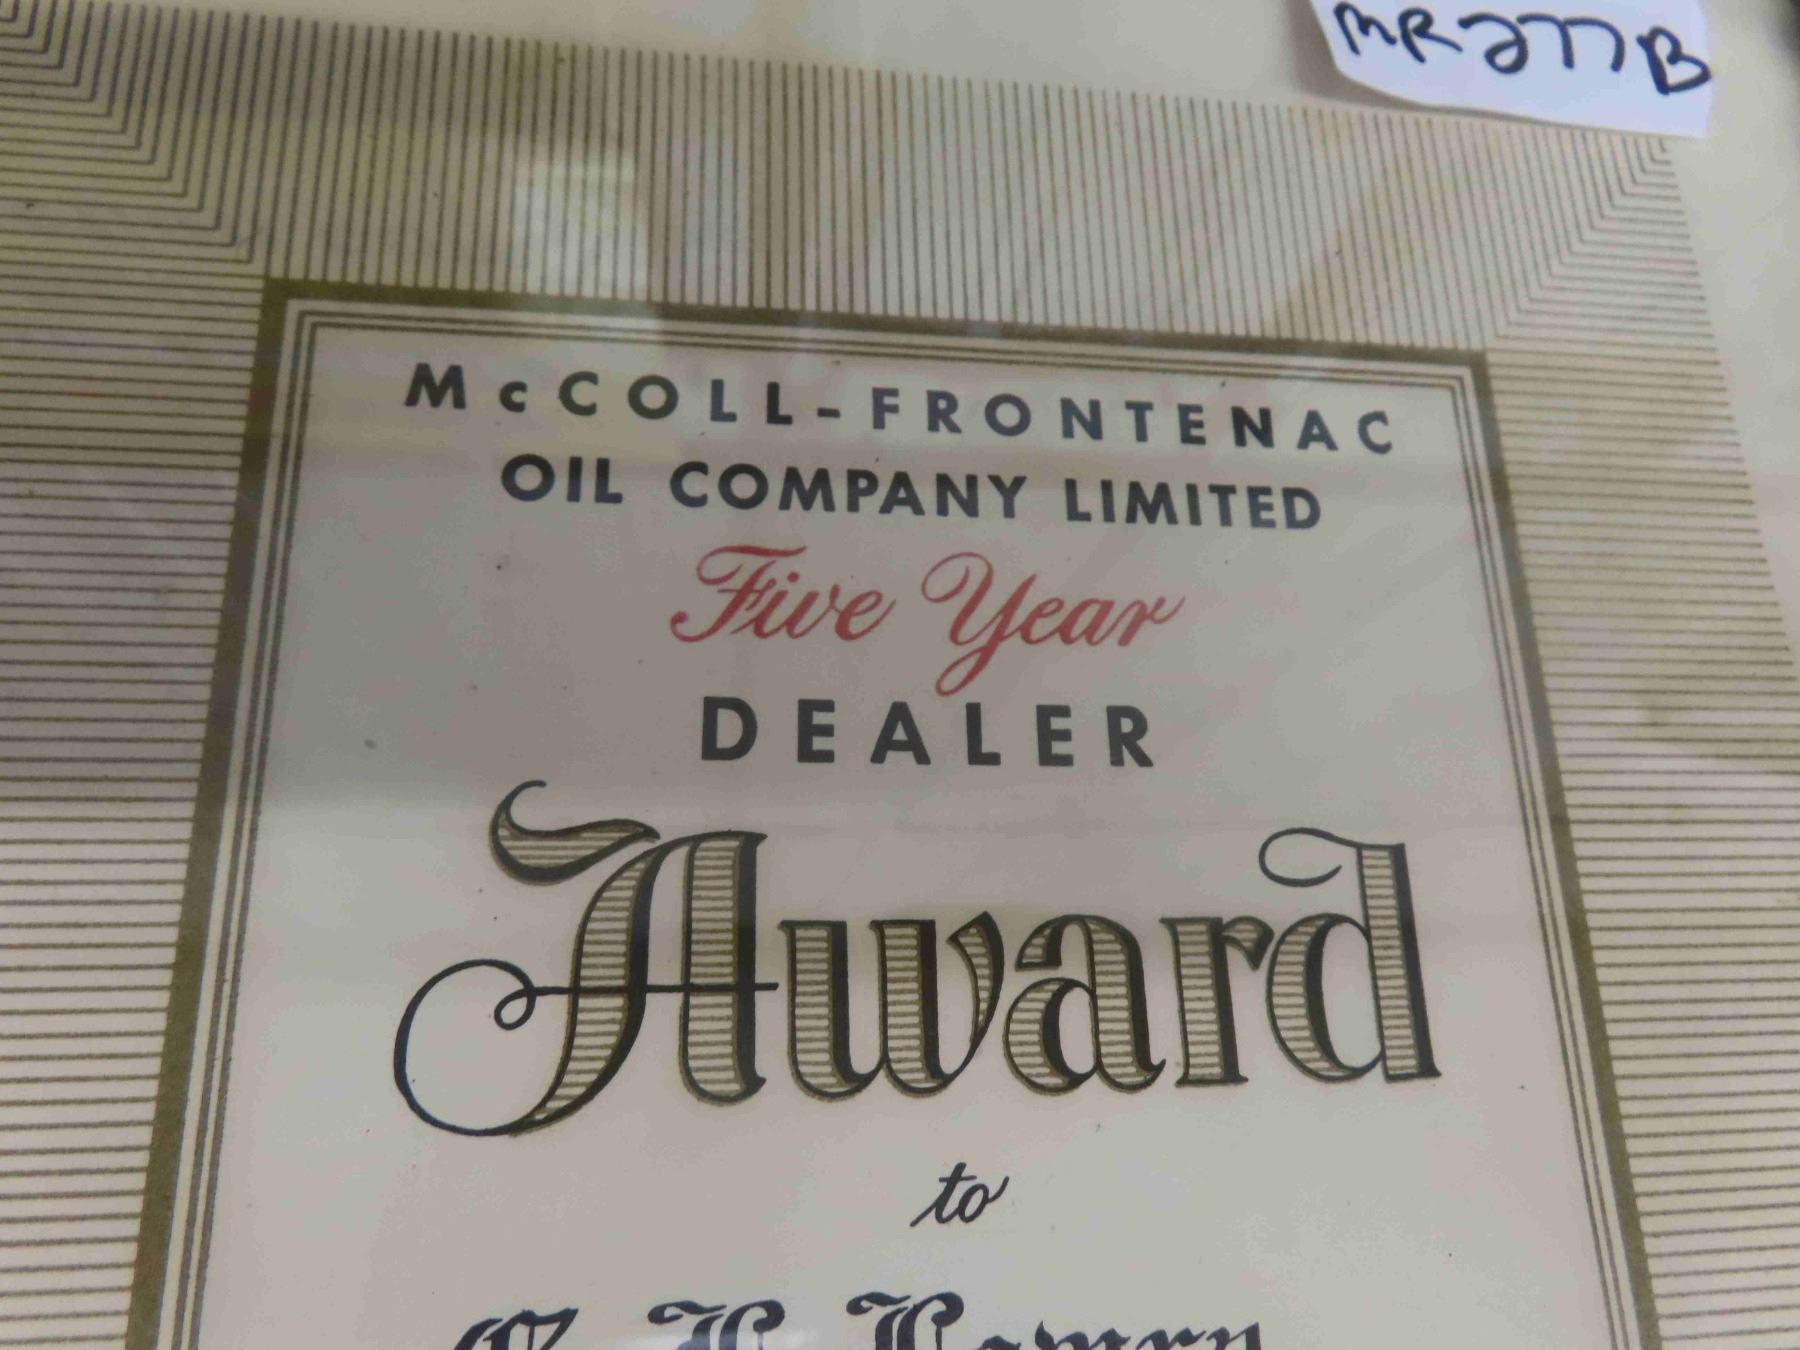 MR277B
McCOLL-FRONTENAC
OIL COMPANY LIMITED
Five Year
DEALER
Award
to